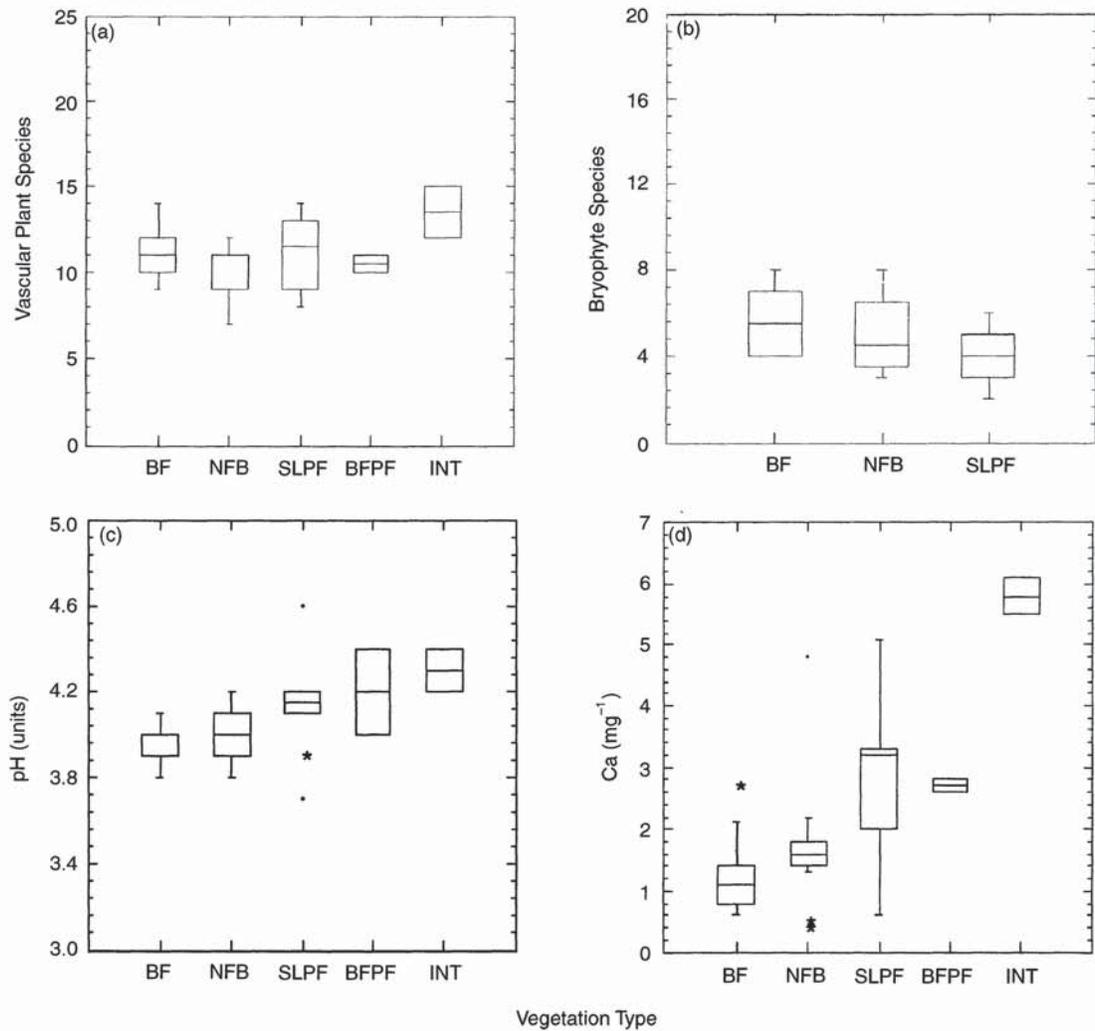 (a)
Vascular Plant Species
25
20
15
10
5
0
BF NFB SLPF BFPF INT
(b)
Bryophyte Species
20
16
12
8
4
0
BF NFB SLPF
(c)
pH (units)
5.0
4.6
4.2
3.8
3.4
3.0
BF NFB SLPF BFPF INT
(d)
Ca (mg⁻¹)
7
6
5
4
3
2
1
0
BF NFB SLPF BFPF INT
Vegetation Type